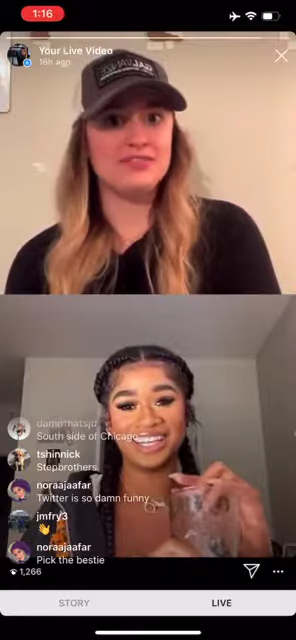 1:16
Your Live Video
16h ago
damnthatsjd
South side of Chicago
tshinnick
Stepbrothers
noraajaafar
Twitter is so damn funny
jmfry3
👋
noraajaafar
Pick the bestie
1,266
STORY
LIVE